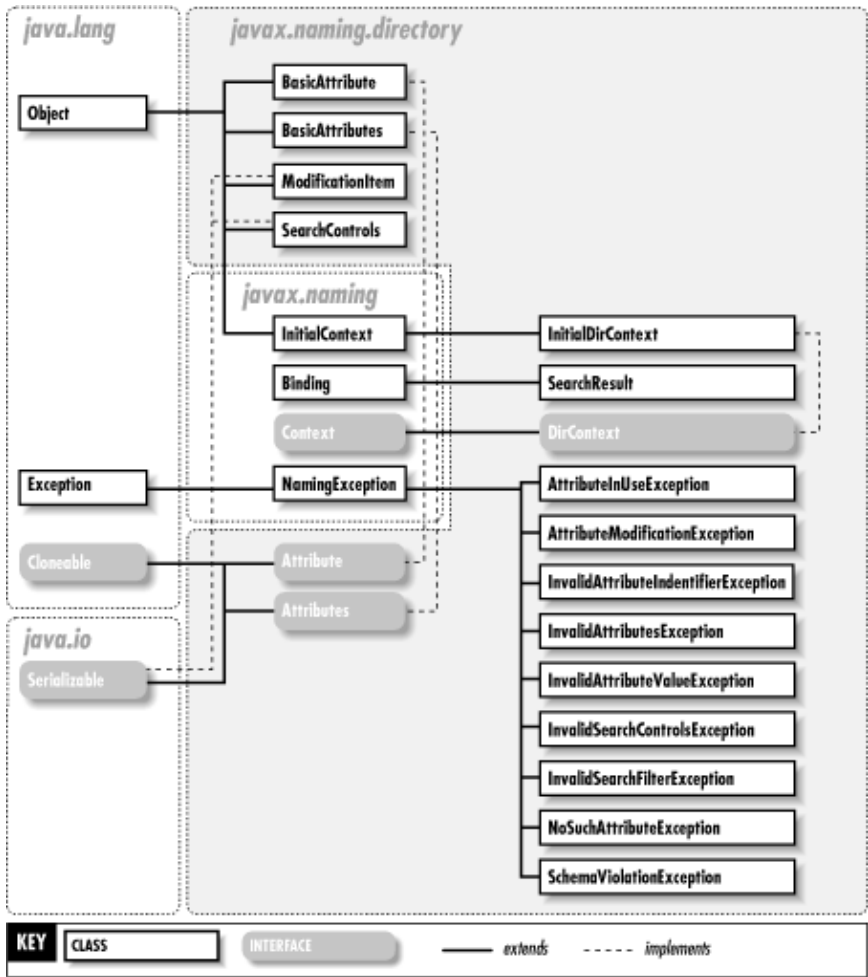 java.lang
javax.naming.directory
Object
BasicAttribute
BasicAttributes
ModificationItem
SearchControls
javax.naming
InitialContext
InitialDirContext
Binding
SearchResult
Context
DirContext
Exception
NamingException
AttributeInUseException
AttributeModificationException
Cloneable
Attribute
InvalidAttributeIndentifierException
Attributes
InvalidAttributesException
java.io
Serializable
InvalidAttributeValueException
InvalidSearchControlsException
InvalidSearchFilterException
NoSuchAttributeException
SchemaViolationException
KEY
CLASS
INTERFACE
extends
implements